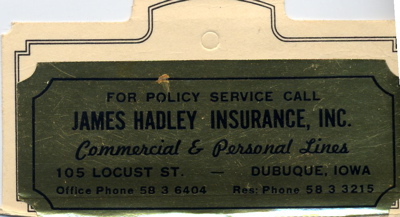 FOR POLICY SERVICE CALL
JAMES HADLEY INSURANCE, INC.
Commercial & Personal Lines
105 LOCUST ST. — DUBUQUE, IOWA
Office Phone 58 3 6404 Res: Phone 58 3 3215